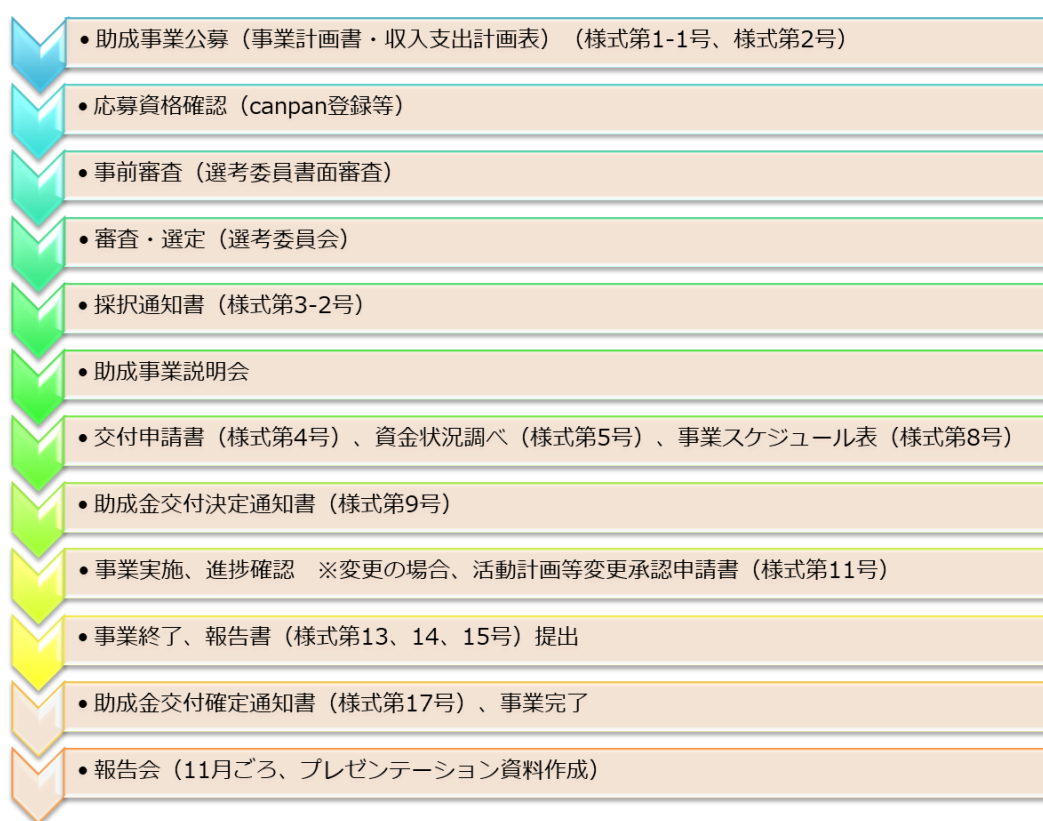 • 助成事業公募（事業計画書・収入支出計画表）（様式第1-1号、様式第2号）
• 応募資格確認（canpan登録等）
• 事前審査（選考委員書面審査）
• 審査・選定（選考委員会）
• 採択通知書（様式第3-2号）
• 助成事業説明会
• 交付申請書（様式第4号）、資金状況調べ（様式第5号）、事業スケジュール表（様式第8号）
• 助成金交付決定通知書（様式第9号）
• 事業実施、進捗確認　※変更の場合、活動計画等変更承認申請書（様式第11号）
• 事業終了、報告書（様式第13、14、15号）提出
• 助成金交付確定通知書（様式第17号）、事業完了
• 報告会（11月ごろ、プレゼンテーション資料作成）